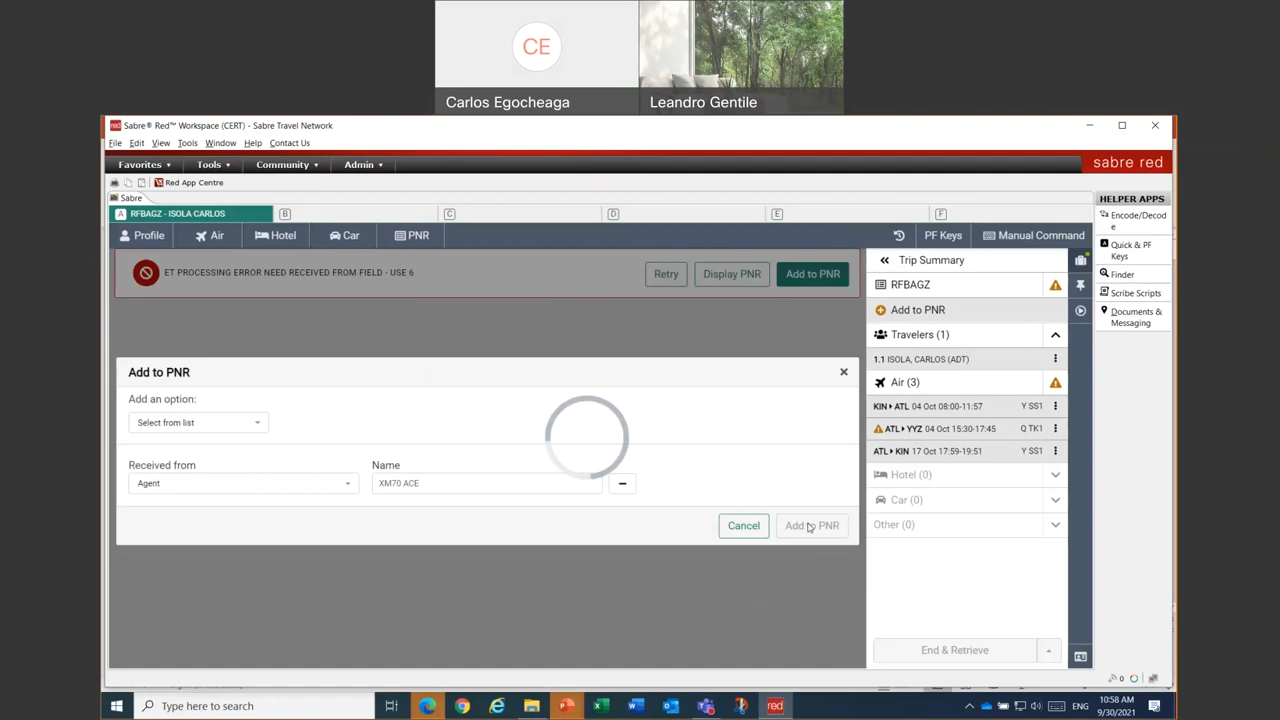 CE
Carlos Egocheaga
Leandro Gentile
red Sabre® Red™ Workspace (CERT) - Sabre Travel Network
File Edit View Tools Window Help Contact Us
Favorites Tools Community Admin
sabre red
Red App Centre
Sabre
HELPER APPS
A RFBAGZ - ISOLA CARLOS B C D E F
Encode/Decod
e
Profile Air Hotel Car PNR PF Keys Manual Command
Quick & PF
Keys
ET PROCESSING ERROR NEED RECEIVED FROM FIELD - USE 6
Retry Display PNR Add to PNR
Trip Summary
Finder
RFBAGZ
Scribe Scripts
Add to PNR
Documents &
Messaging
Travelers (1)
1.1 ISOLA, CARLOS (ADT)
Add to PNR
Air (3)
Add an option:
KIN ATL 04 Oct 08:00-11:57 Y SS1
Select from list
ATL YYZ 04 Oct 15:30-17:45 Q TK1
ATL KIN 17 Oct 17:59-19:51 Y SS1
Received from Name
Hotel (0)
Agent XM70 ACE
Car (0)
Cancel Add to PNR
Other (0)
End & Retrieve
0
red
Type here to search
ENG
10:58 AM
9/30/2021